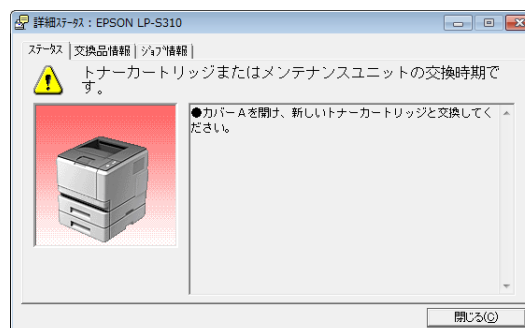 詳細ｽﾃｰﾀｽ : EPSON LP-S310
ｽﾃｰﾀｽ 交換品情報 ｼﾞｮﾌﾞ情報
トナーカートリッジまたはメンテナンスユニットの交換時期で
す。
●カバーＡを開け、新しいトナーカートリッジと交換してく
ださい。
閉じる(C)